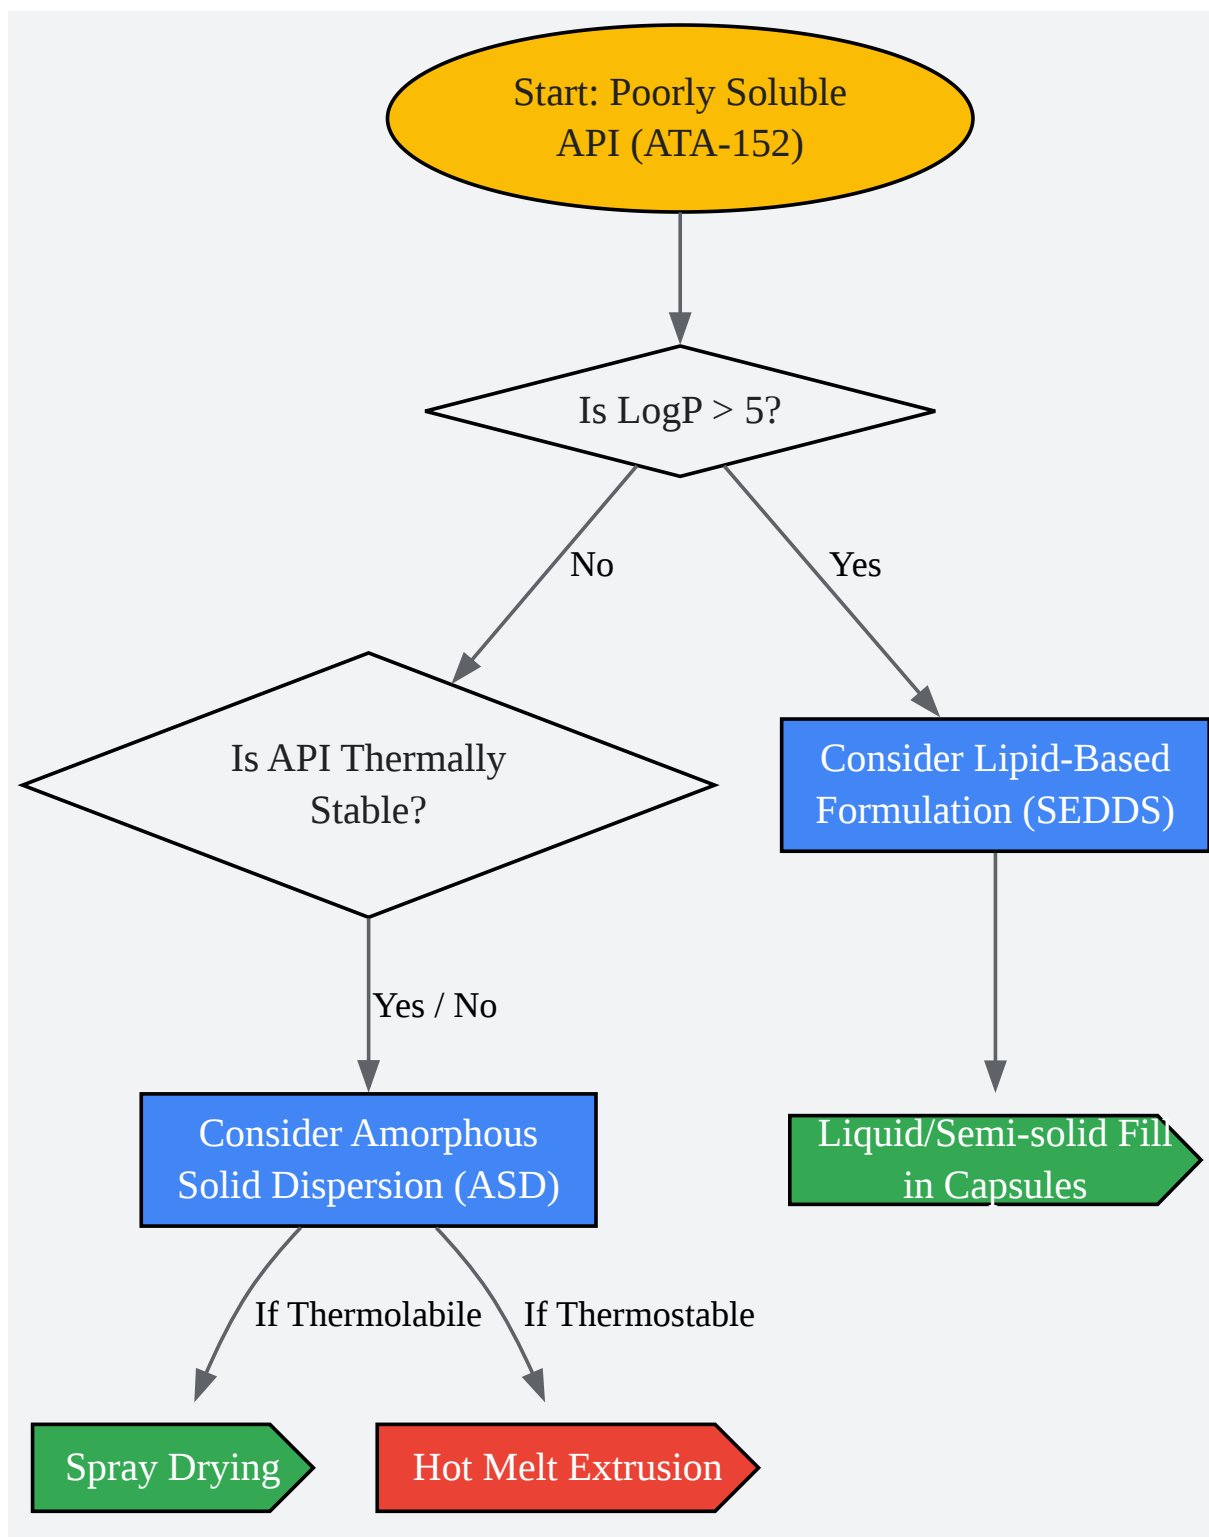 Start: Poorly Soluble
API (ATA-152)
Is LogP > 5?
No
Yes
Is API Thermally
Stable?
Consider Lipid-Based
Formulation (SEDDS)
Yes / No
Consider Amorphous
Solid Dispersion (ASD)
Liquid/Semi-solid Fill
in Capsules
If Thermolabile
If Thermostable
Spray Drying
Hot Melt Extrusion